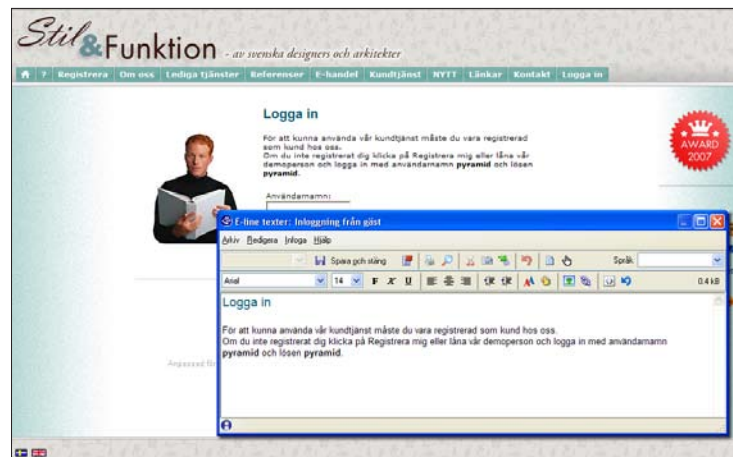 Stil&Funktion - av svenska designers och arkitekter
? Registrera Om oss Lediga tjänster Referenser E-handel Kundtjänst NYTT Länkar Kontakt Logga in
Logga in
För att kunna använda vår kundtjänst måste du vara registrerad
som kund hos oss.
Om du inte registrerat dig klicka på Registrera mig eller låna vår
demoperson och logga in med användarnamn pyramid och lösen
pyramid.
AWARD
2007
Användarnamn:
E-line texter: Inloggning från gäst
Arkiv Redigera Infoga Hjälp
Spara och stäng Språk
Arial 14 F K U 0.4 kB
Logga in
För att kunna använda vår kundtjänst måste du vara registrerad som kund hos oss.
Om du inte registrerat dig klicka på Registrera mig eller låna vår demoperson och logga in med användarnamn
pyramid och lösen pyramid.
Anpassad för